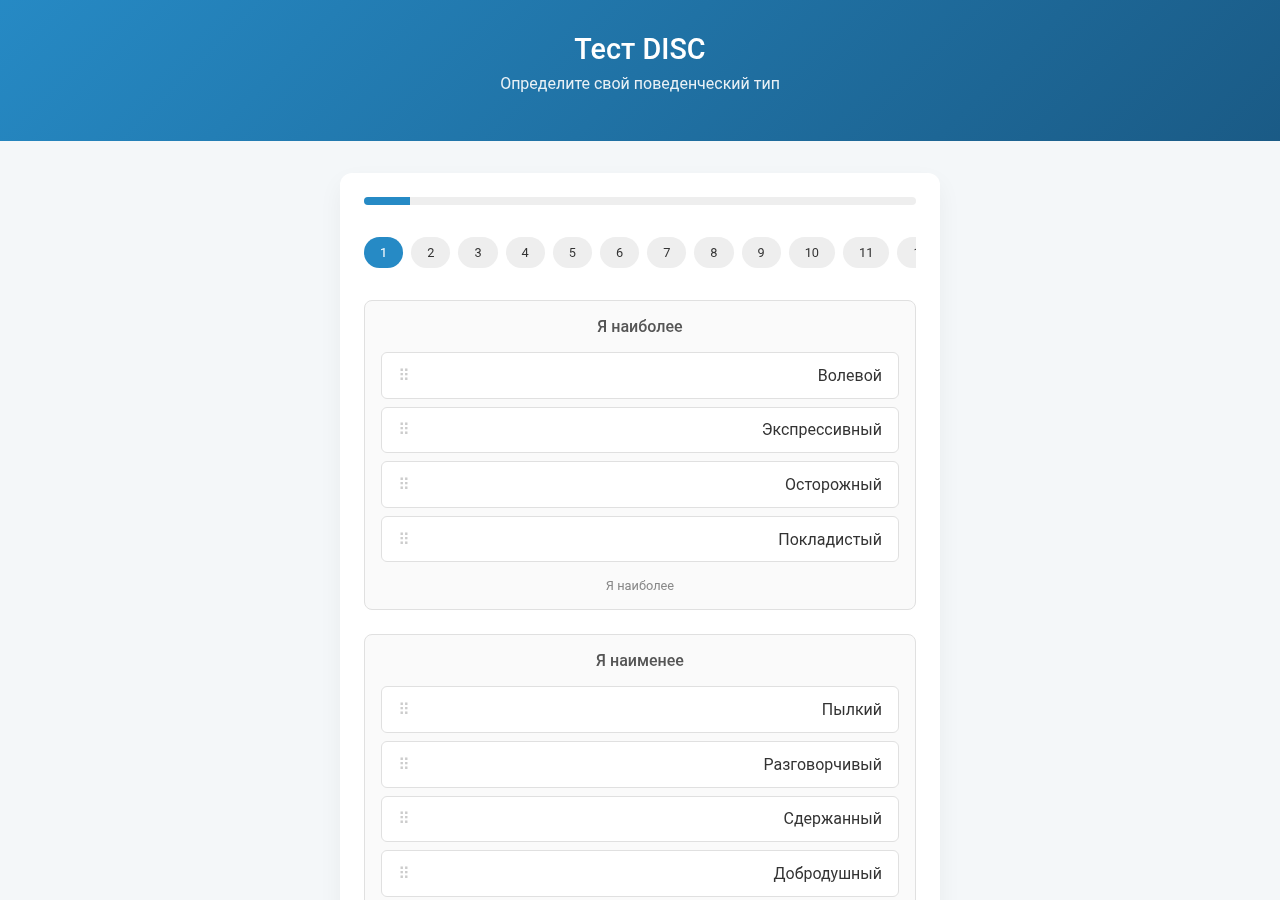 Тест DISC
Определите свой поведенческий тип
1 2 3 4 5 6 7 8 9 10 11
Я наиболее
Волевой
Экспрессивный
Осторожный
Покладистый
Я наиболее
Я наименее
Пылкий
Разговорчивый
Сдержанный
Добродушный